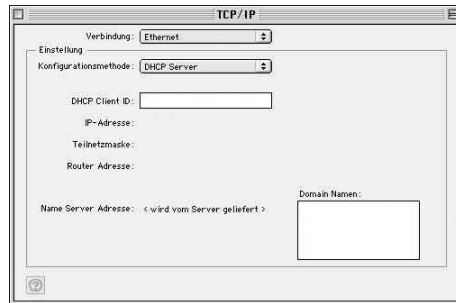 TCP/IP
Verbindung: Ethernet
Einstellung
Konfigurationsmethode: DHCP Server
DHCP Client ID:
IP-Adresse:
Teilnetzmaske:
Router Adresse:
Domain Namen:
Name Server Adresse: < wird vom Server geliefert >
?